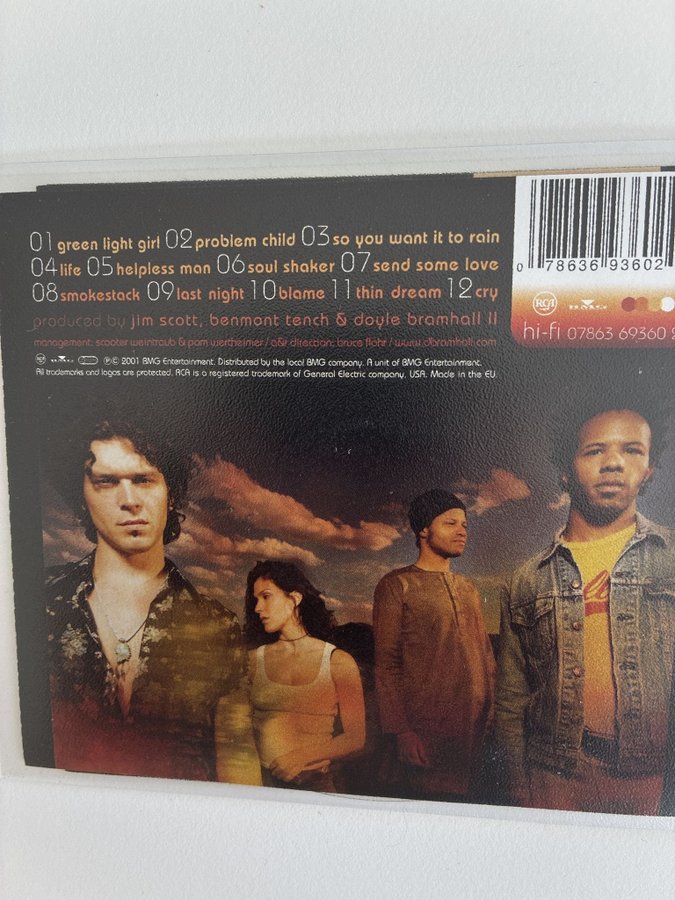 01 green light girl 02 problem child 03 so you want it to rain
04 life 05 helpless man 06 soul shaker 07 send some love
08 smokestack 09 last night 10 blame 11 thin dream 12 cry
produced by jim scott, benmont tench & doyle bramhall II
management: scooter weintraub & pam wertheimer / a&r direction: bruce flohr / www.dbramhall.com
RCA BMG ℗© 2001 BMG Entertainment. Distributed by the local BMG company. A unit of BMG Entertainment.
All trademarks and logos are protected. RCA is a registered trademark of General Electric company, USA. Made in the EU.
0 78636 93602
RCA BMG
hi-fi 07863 69360 2